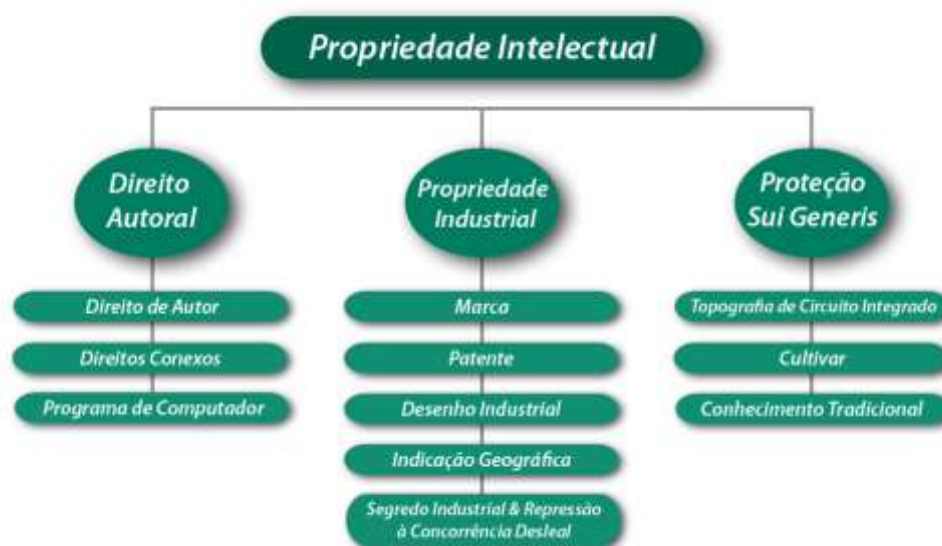 Propriedade Intelectual
Direito
Autoral
Direito de Autor
Direitos Conexos
Programa de Computador
Propriedade
Industrial
Marca
Patente
Desenho Industrial
Indicação Geográfica
Segredo Industrial & Repressão
à Concorrência Desleal
Proteção
Sui Generis
Topografia de Circuito Integrado
Cultivar
Conhecimento Tradicional